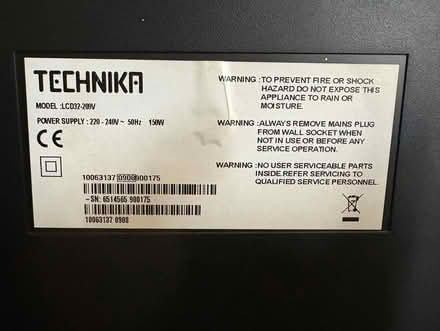 TECHNIKA
MODEL :LCD32-209V
POWER SUPPLY : 220 - 240V ~ 50Hz 150W
CE
10063137 0908 900175
-SN: 6514565 900175
10063137 0908
WARNING : TO PREVENT FIRE OR SHOCK
HAZARD DO NOT EXPOSE THIS
APPLIANCE TO RAIN OR
MOISTURE.
WARNING : ALWAYS REMOVE MAINS PLUG
FROM WALL SOCKET WHEN
NOT IN USE OR BEFORE ANY
SERVICE OPERATION.
WARNING : NO USER SERVICEABLE PARTS
INSIDE.REFER SERVICING TO
QUALIFIED SERVICE PERSONNEL.